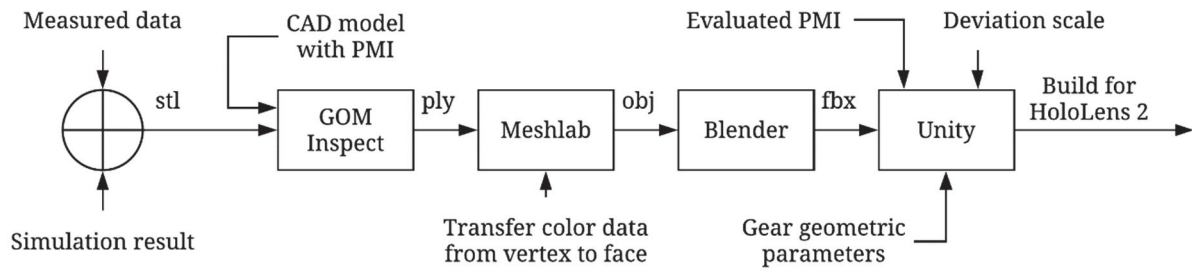 Measured data
CAD model
with PMI
Evaluated PMI
Deviation scale
stl
GOM
Inspect
ply
Meshlab
obj
Blender
fbx
Unity
Build for
HoloLens 2
Simulation result
Transfer color data
from vertex to face
Gear geometric
parameters